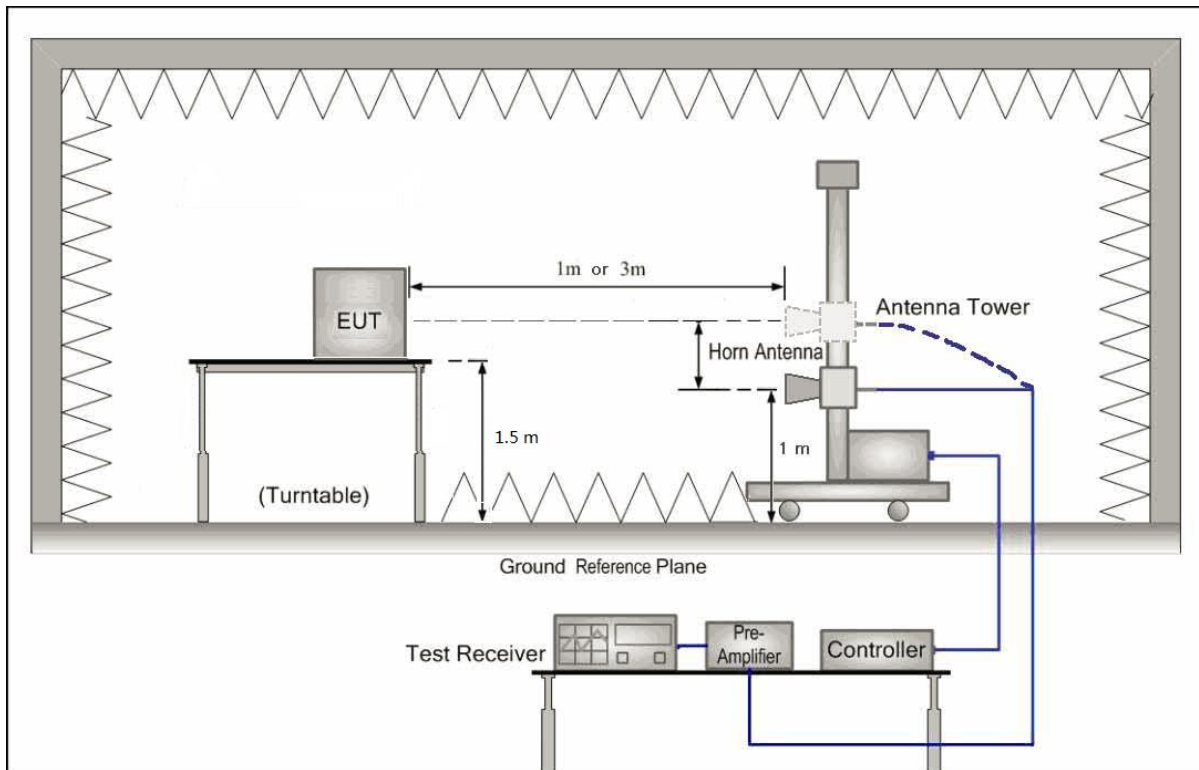 1m or 3m
EUT
Antenna Tower
Horn Antenna
1.5 m
1 m
(Turntable)
Ground Reference Plane
Test Receiver
Pre-
Amplifier
Controller